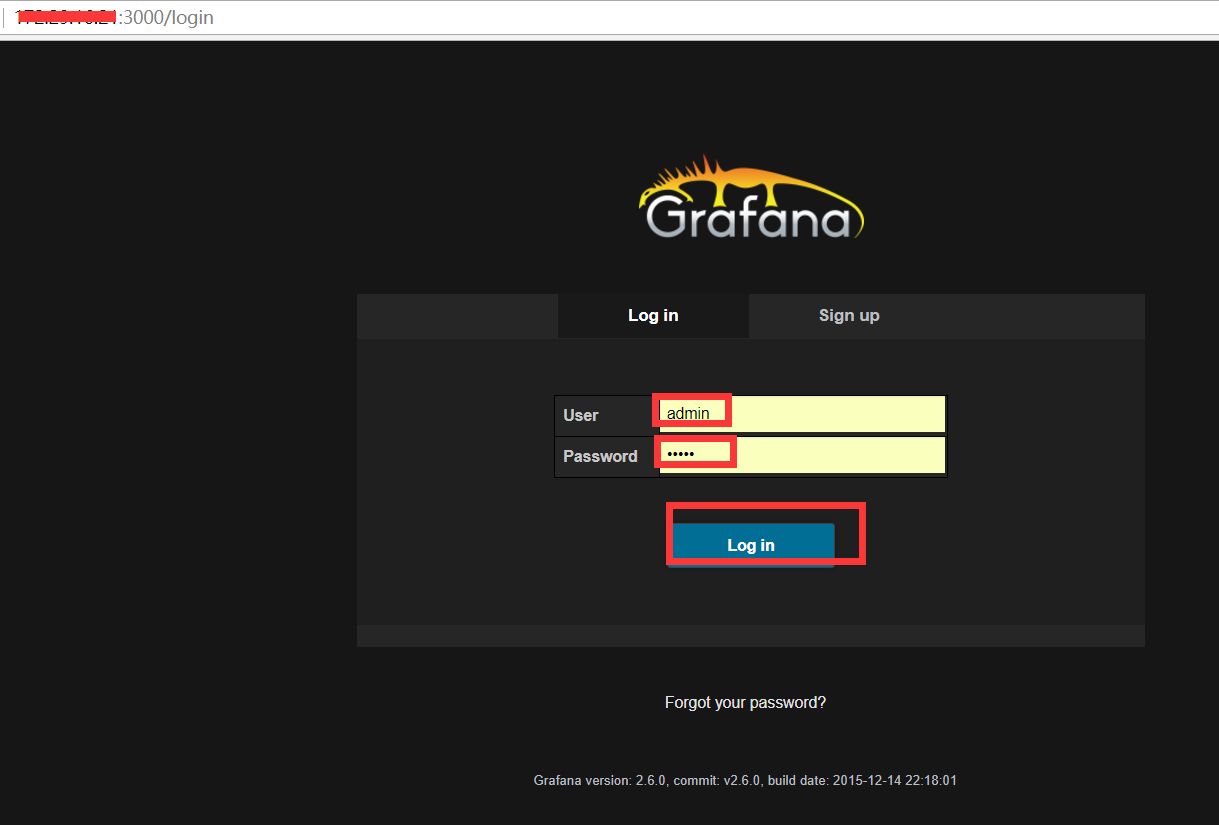 :3000/login
Grafana
Log in
Sign up
User
admin
Password
•••••
Log in
Forgot your password?
Grafana version: 2.6.0, commit: v2.6.0, build date: 2015-12-14 22:18:01